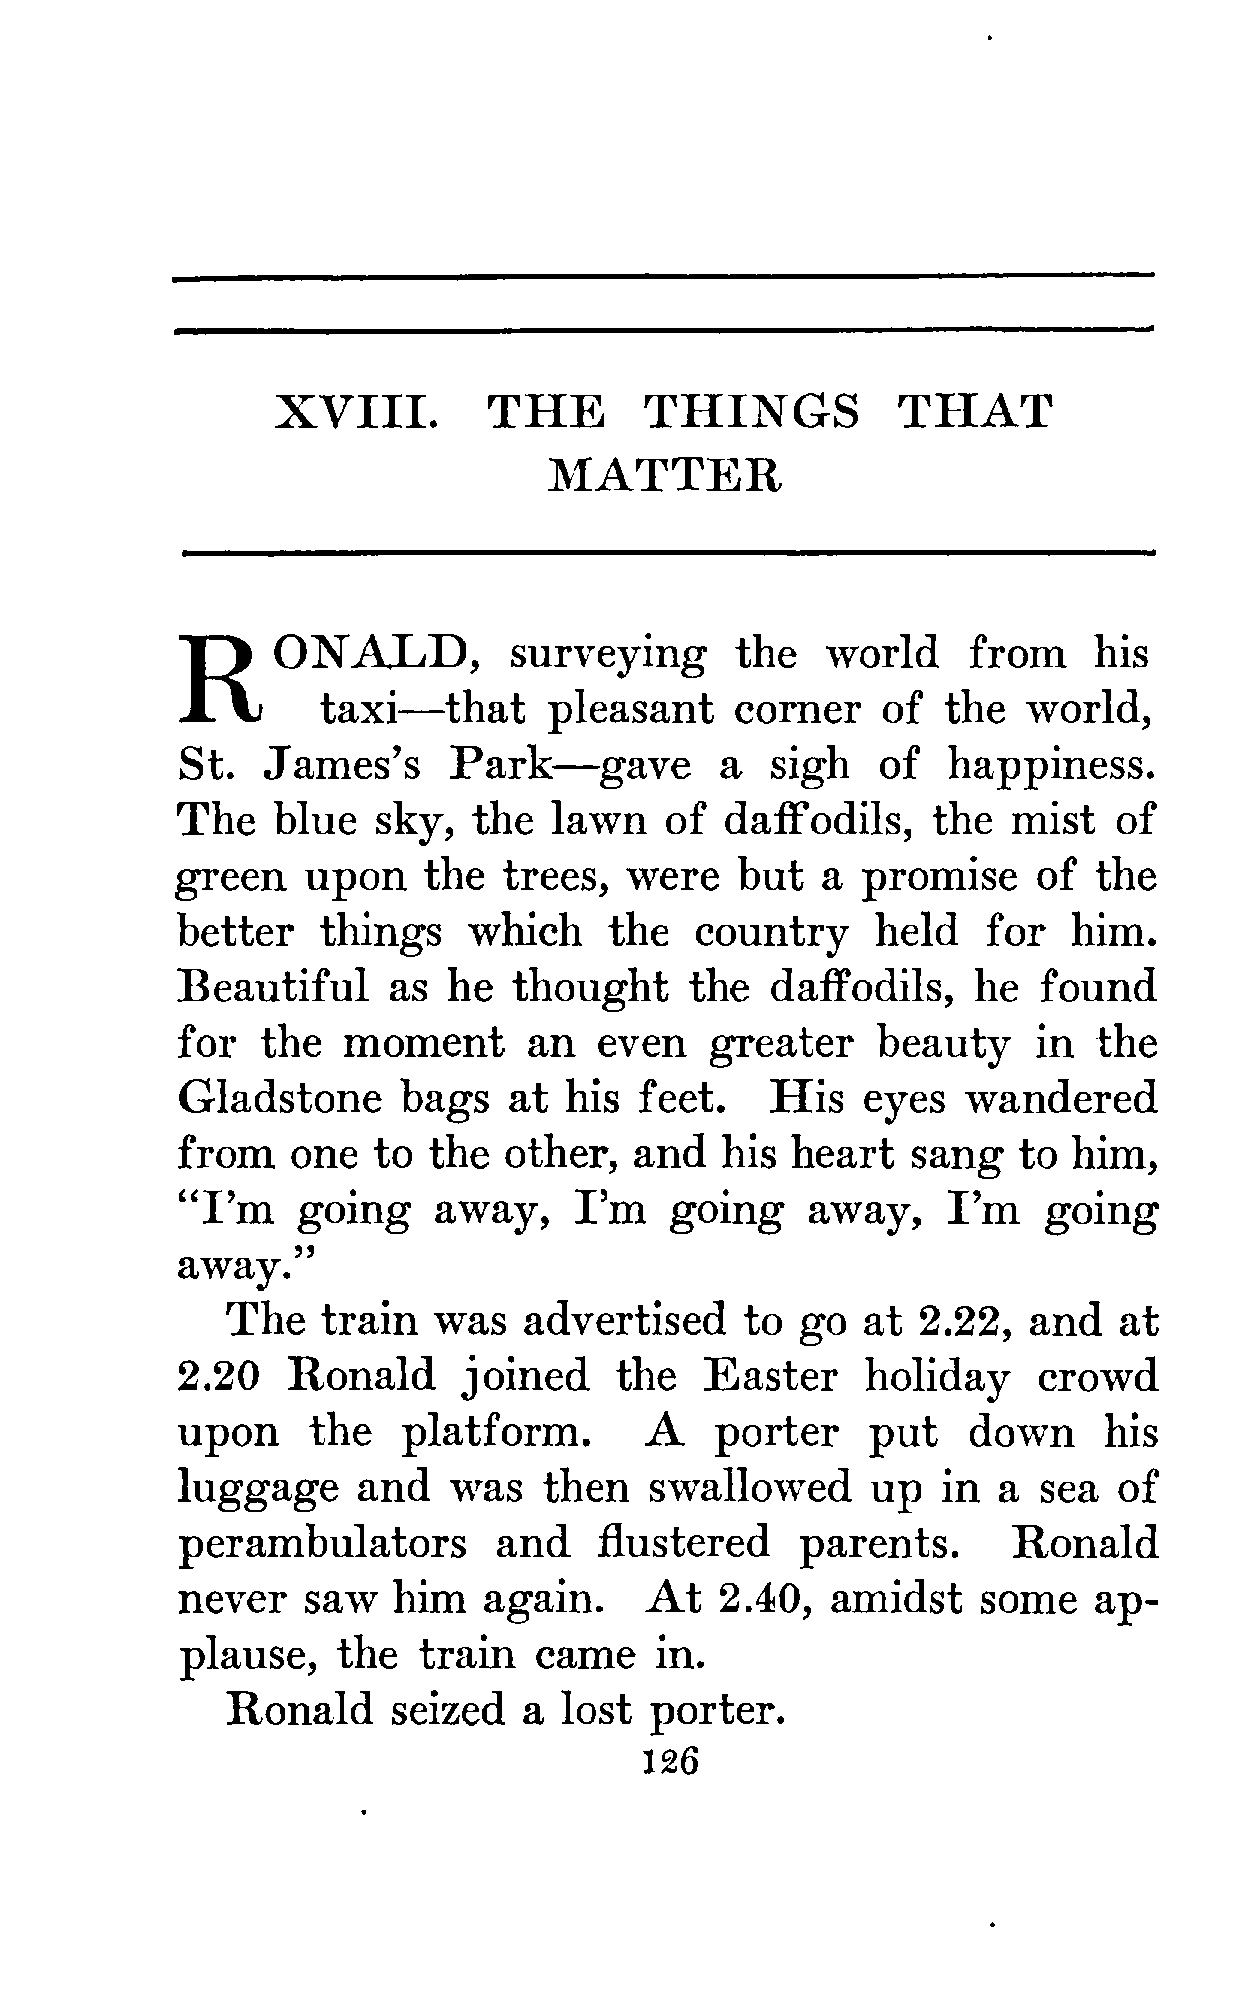 XVIII. THE THINGS THAT
MATTER
RONALD, surveying the world from his
taxi—that pleasant corner of the world,
St. James's Park—gave a sigh of happiness.
The blue sky, the lawn of daffodils, the mist of
green upon the trees, were but a promise of the
better things which the country held for him.
Beautiful as he thought the daffodils, he found
for the moment an even greater beauty in the
Gladstone bags at his feet. His eyes wandered
from one to the other, and his heart sang to him,
"I'm going away, I'm going away, I'm going
away."
The train was advertised to go at 2.22, and at
2.20 Ronald joined the Easter holiday crowd
upon the platform. A porter put down his
luggage and was then swallowed up in a sea of
perambulators and flustered parents. Ronald
never saw him again. At 2.40, amidst some ap-
plause, the train came in.
Ronald seized a lost porter.
126